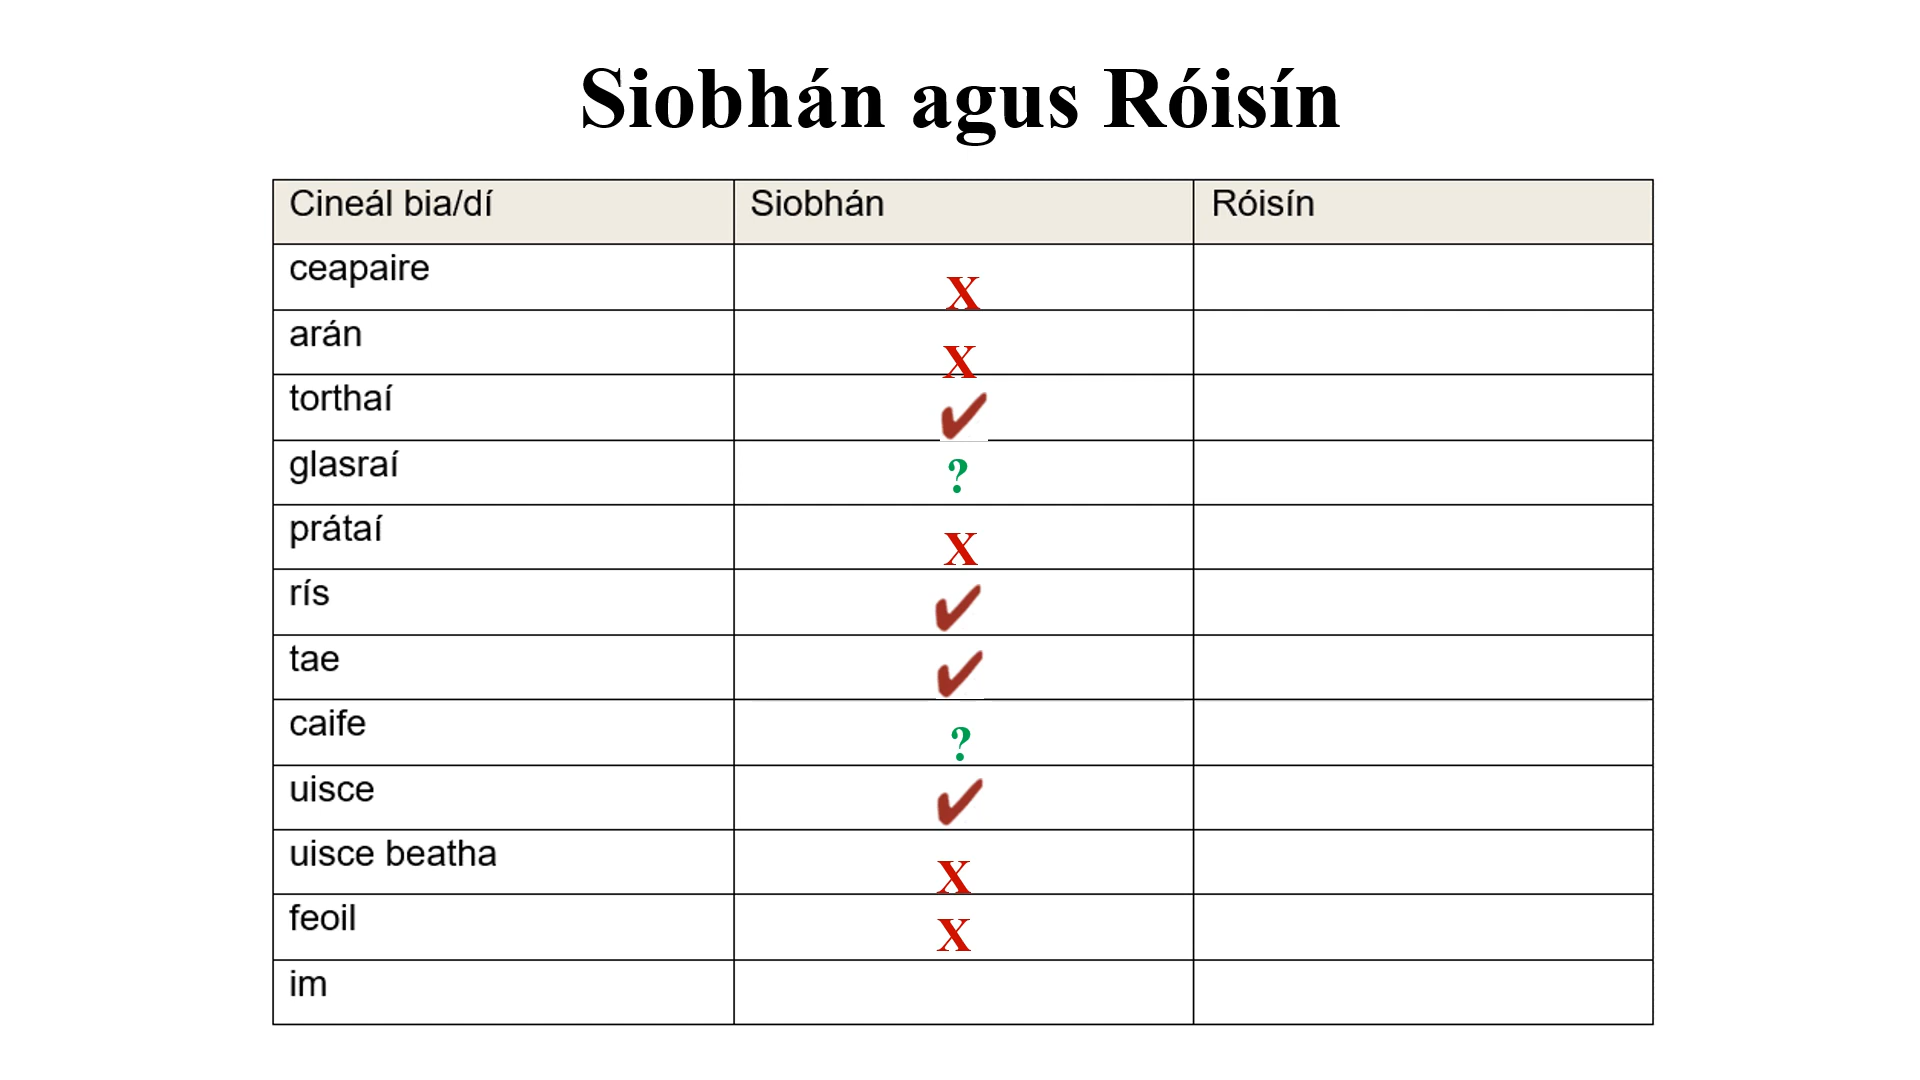 Siobhán agus Róisín
Cineál bia/dí Siobhán Róisín
ceapaire X
arán X
torthaí ✔
glasraí ?
prátaí X
rís ✔
tae ✔
caife ?
uisce ✔
uisce beatha X
feoil X
im